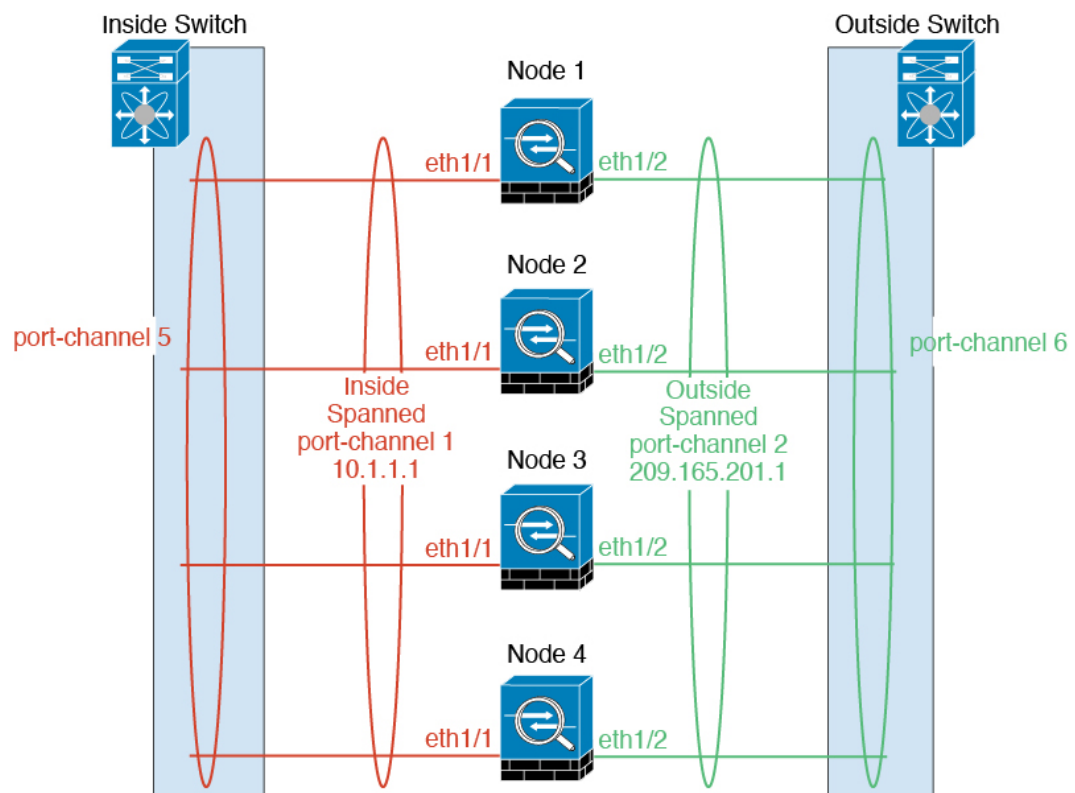 Inside Switch
Outside Switch
Node 1
eth1/1
eth1/2
Node 2
port-channel 5
eth1/1
eth1/2
port-channel 6
Inside
Spanned
port-channel 1
10.1.1.1
Outside
Spanned
port-channel 2
209.165.201.1
Node 3
eth1/1
eth1/2
Node 4
eth1/1
eth1/2